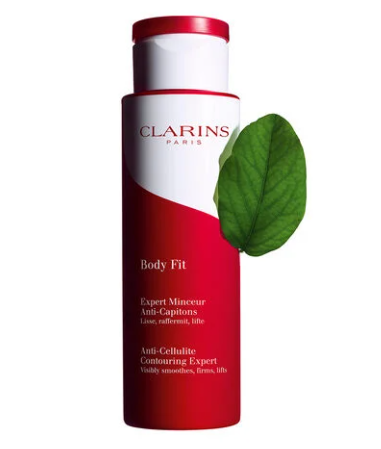 CLARINS
PARIS
Body Fit
Expert Minceur
Anti-Capitons
Lisse, raffermit, lifte
Anti-Cellulite
Contouring Expert
Visibly smoothes, firms, lifts